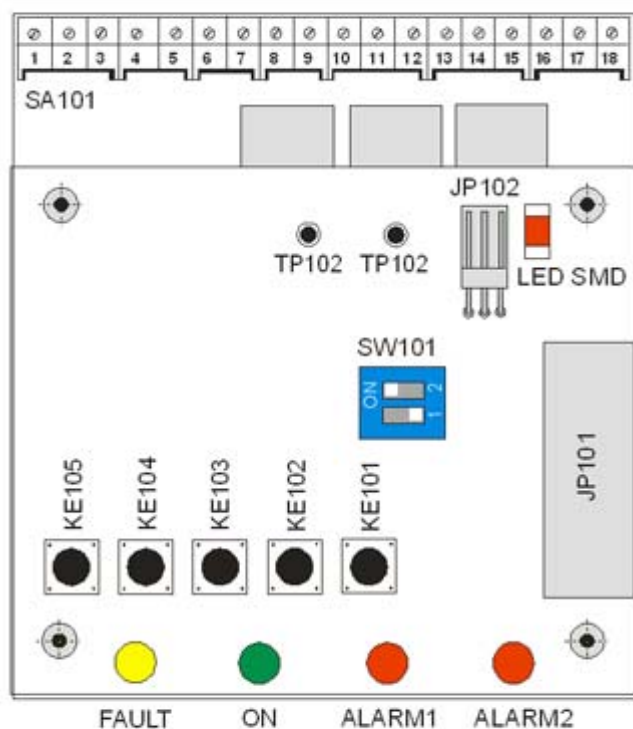 1 2 3 4 5 6 7 8 9 10 11 12 13 14 15 16 17 18
SA101
JP102
TP102 TP102
LED SMD
SW101
ON
2
1
JP101
KE105 KE104 KE103 KE102 KE101
FAULT ON ALARM1 ALARM2